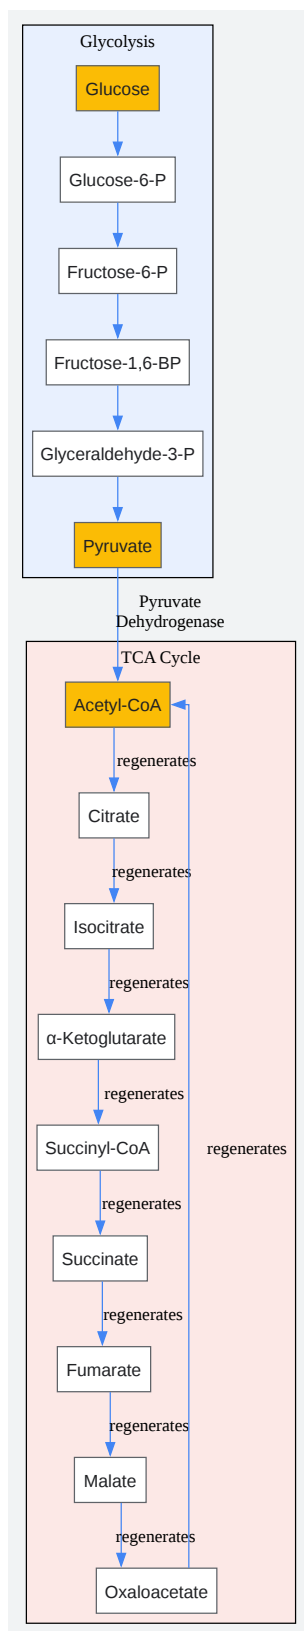 Glycolysis
Glucose
Glucose-6-P
Fructose-6-P
Fructose-1,6-BP
Glyceraldehyde-3-P
Pyruvate
Pyruvate
Dehydrogenase
TCA Cycle
Acetyl-CoA
regenerates
Citrate
regenerates
Isocitrate
regenerates
α-Ketoglutarate
regenerates
Succinyl-CoA
regenerates
regenerates
Succinate
regenerates
Fumarate
regenerates
Malate
regenerates
Oxaloacetate